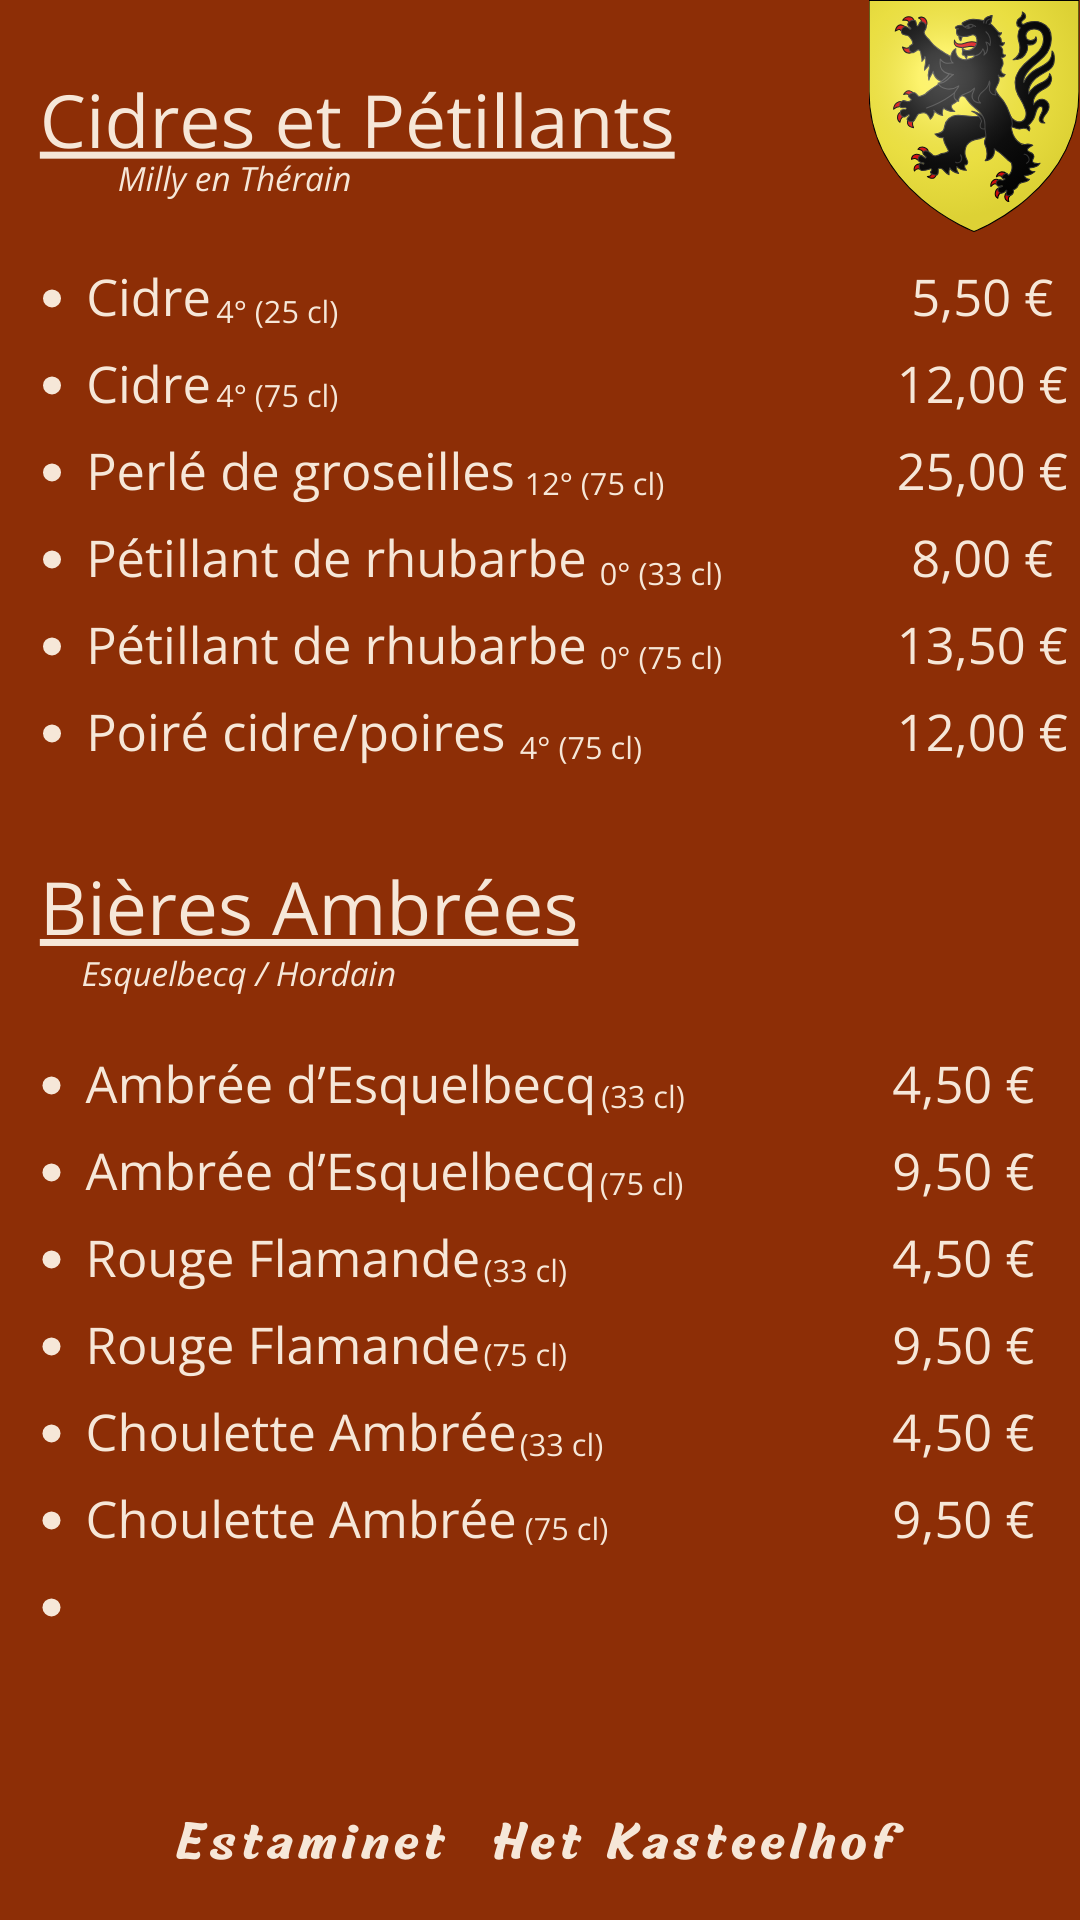 Cidres et Pétillants
Milly en Thérain
• Cidre 4° (25 cl) 5,50 €
• Cidre 4° (75 cl) 12,00 €
• Perlé de groseilles 12° (75 cl) 25,00 €
• Pétillant de rhubarbe 0° (33 cl) 8,00 €
• Pétillant de rhubarbe 0° (75 cl) 13,50 €
• Poiré cidre/poires 4° (75 cl) 12,00 €
Bières Ambrées
Esquelbecq / Hordain
• Ambrée d’Esquelbecq (33 cl) 4,50 €
• Ambrée d’Esquelbecq (75 cl) 9,50 €
• Rouge Flamande (33 cl) 4,50 €
• Rouge Flamande (75 cl) 9,50 €
• Choulette Ambrée (33 cl) 4,50 €
• Choulette Ambrée (75 cl) 9,50 €
•
Estaminet Het Kasteelhof